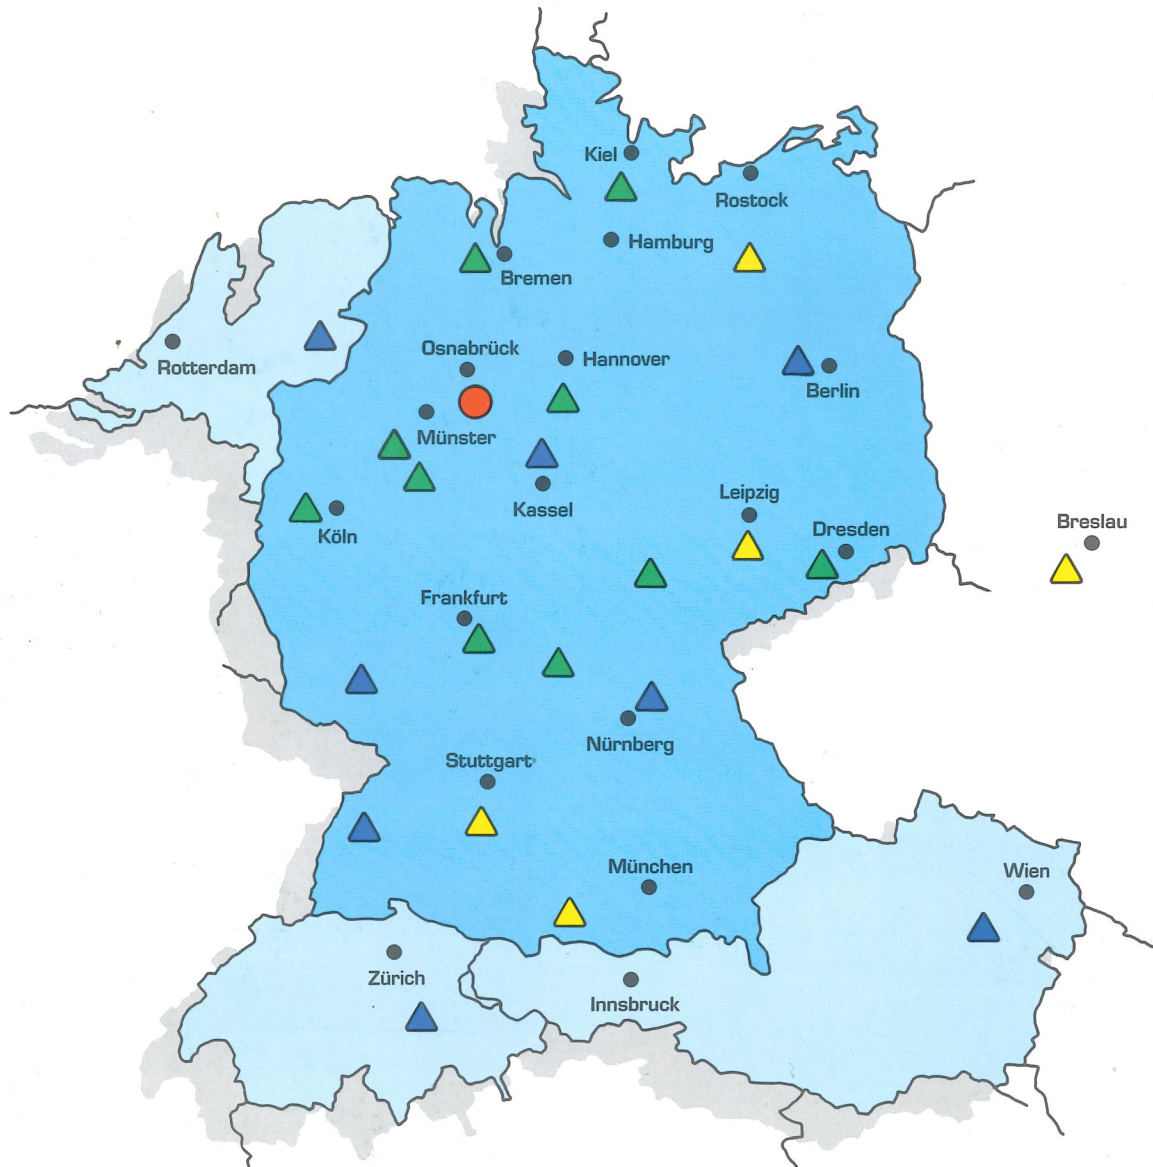 Kiel
Rostock
Hamburg
Bremen
Osnabrück
Hannover
Rotterdam
Berlin
Münster
Leipzig
Kassel
Breslau
Dresden
Köln
Frankfurt
Nürnberg
Stuttgart
München
Wien
Zürich
Innsbruck